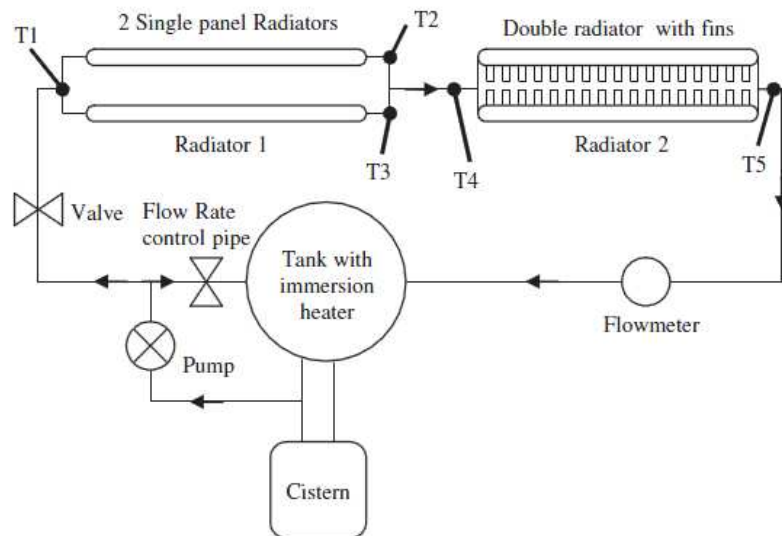 2 Single panel Radiators
T2
Double radiator with fins
T1
Radiator 1
T3
T4
Radiator 2
T5
Valve
Flow Rate
control pipe
Tank with
immersion
heater
Flowmeter
Pump
Cistern